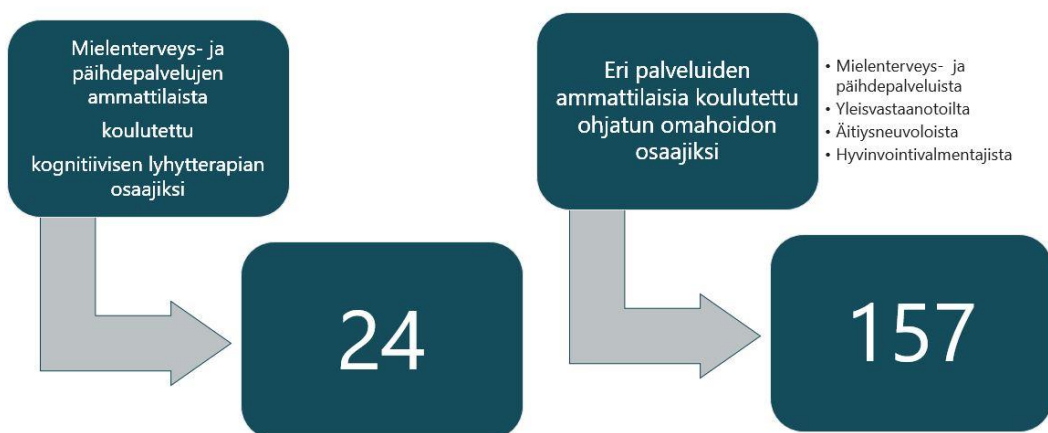 Mielenterveys- ja
päihdepalvelujen
ammattilaista
koulutettu
kognitiivisen lyhytterapian
osaajiksi
24
Eri palveluiden
ammattilaisia koulutettu
ohjatun omahoidon
osaajiksi
• Mielenterveys- ja
päihdepalveluista
• Yleisvastaanotoilta
• Äitiysneuvoloista
• Hyvinvointivalmentajista
157